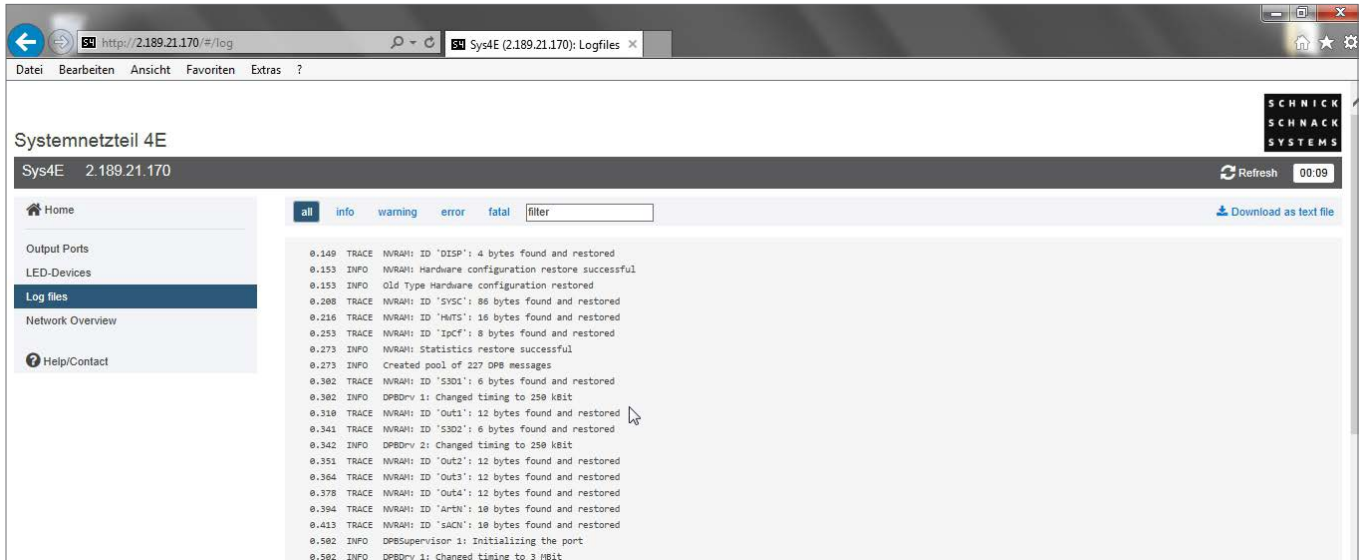 http://2.189.21.170/#/log
S4 Sys4E (2.189.21.170): Logfiles
Datei Bearbeiten Ansicht Favoriten Extras ?
SCHNICK
SCHNACK
SYSTEMS
Systemnetzteil 4E
Sys4E 2.189.21.170
Refresh 00:09
Home
Output Ports
LED-Devices
Log files
Network Overview
Help/Contact
all info warning error fatal filter
Download as text file
0.149 TRACE NVRAM: ID 'DISP': 4 bytes found and restored
0.153 INFO NVRAM: Hardware configuration restore successful
0.153 INFO Old Type Hardware configuration restored
0.208 TRACE NVRAM: ID 'SYSC': 86 bytes found and restored
0.216 TRACE NVRAM: ID 'HWTS': 16 bytes found and restored
0.253 TRACE NVRAM: ID 'IpCf': 8 bytes found and restored
0.273 INFO NVRAM: Statistics restore successful
0.273 INFO Created pool of 227 DPB messages
0.302 TRACE NVRAM: ID 'S3D1': 6 bytes found and restored
0.302 INFO DPBDrv 1: Changed timing to 250 kBit
0.310 TRACE NVRAM: ID 'Out1': 12 bytes found and restored
0.341 TRACE NVRAM: ID 'S3D2': 6 bytes found and restored
0.342 INFO DPBDrv 2: Changed timing to 250 kBit
0.351 TRACE NVRAM: ID 'Out2': 12 bytes found and restored
0.364 TRACE NVRAM: ID 'Out3': 12 bytes found and restored
0.378 TRACE NVRAM: ID 'Out4': 12 bytes found and restored
0.394 TRACE NVRAM: ID 'ArtN': 10 bytes found and restored
0.413 TRACE NVRAM: ID 'sACN': 10 bytes found and restored
0.502 INFO DPBSupervisor 1: Initializing the port
0.502 INFO DPBDrv 1: Changed timing to 3 MBit